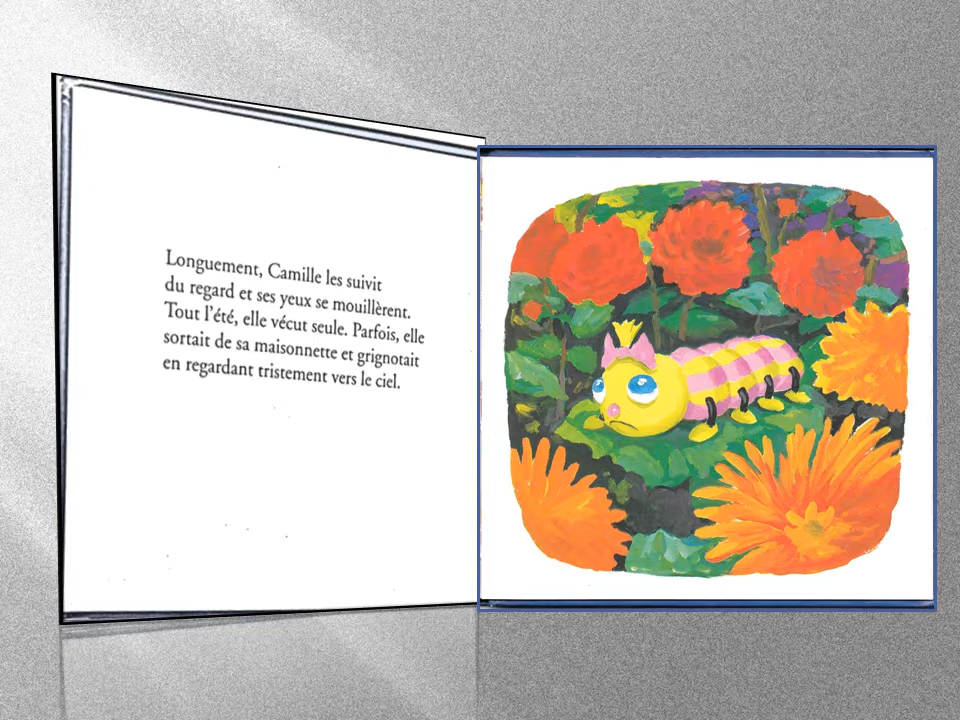 Longuement, Camille les suivit
du regard et ses yeux se mouillèrent.
Tout l'été, elle vécut seule. Parfois, elle
sortait de sa maisonnette et grignotait
en regardant tristement vers le ciel.